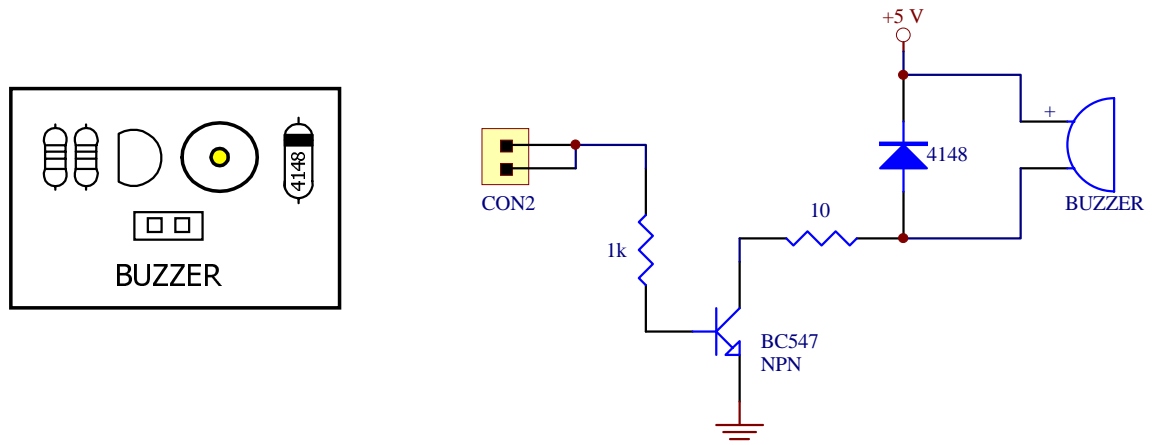 4148
BUZZER
+5 V
+
4148
CON2
BUZZER
10
1k
BC547
NPN